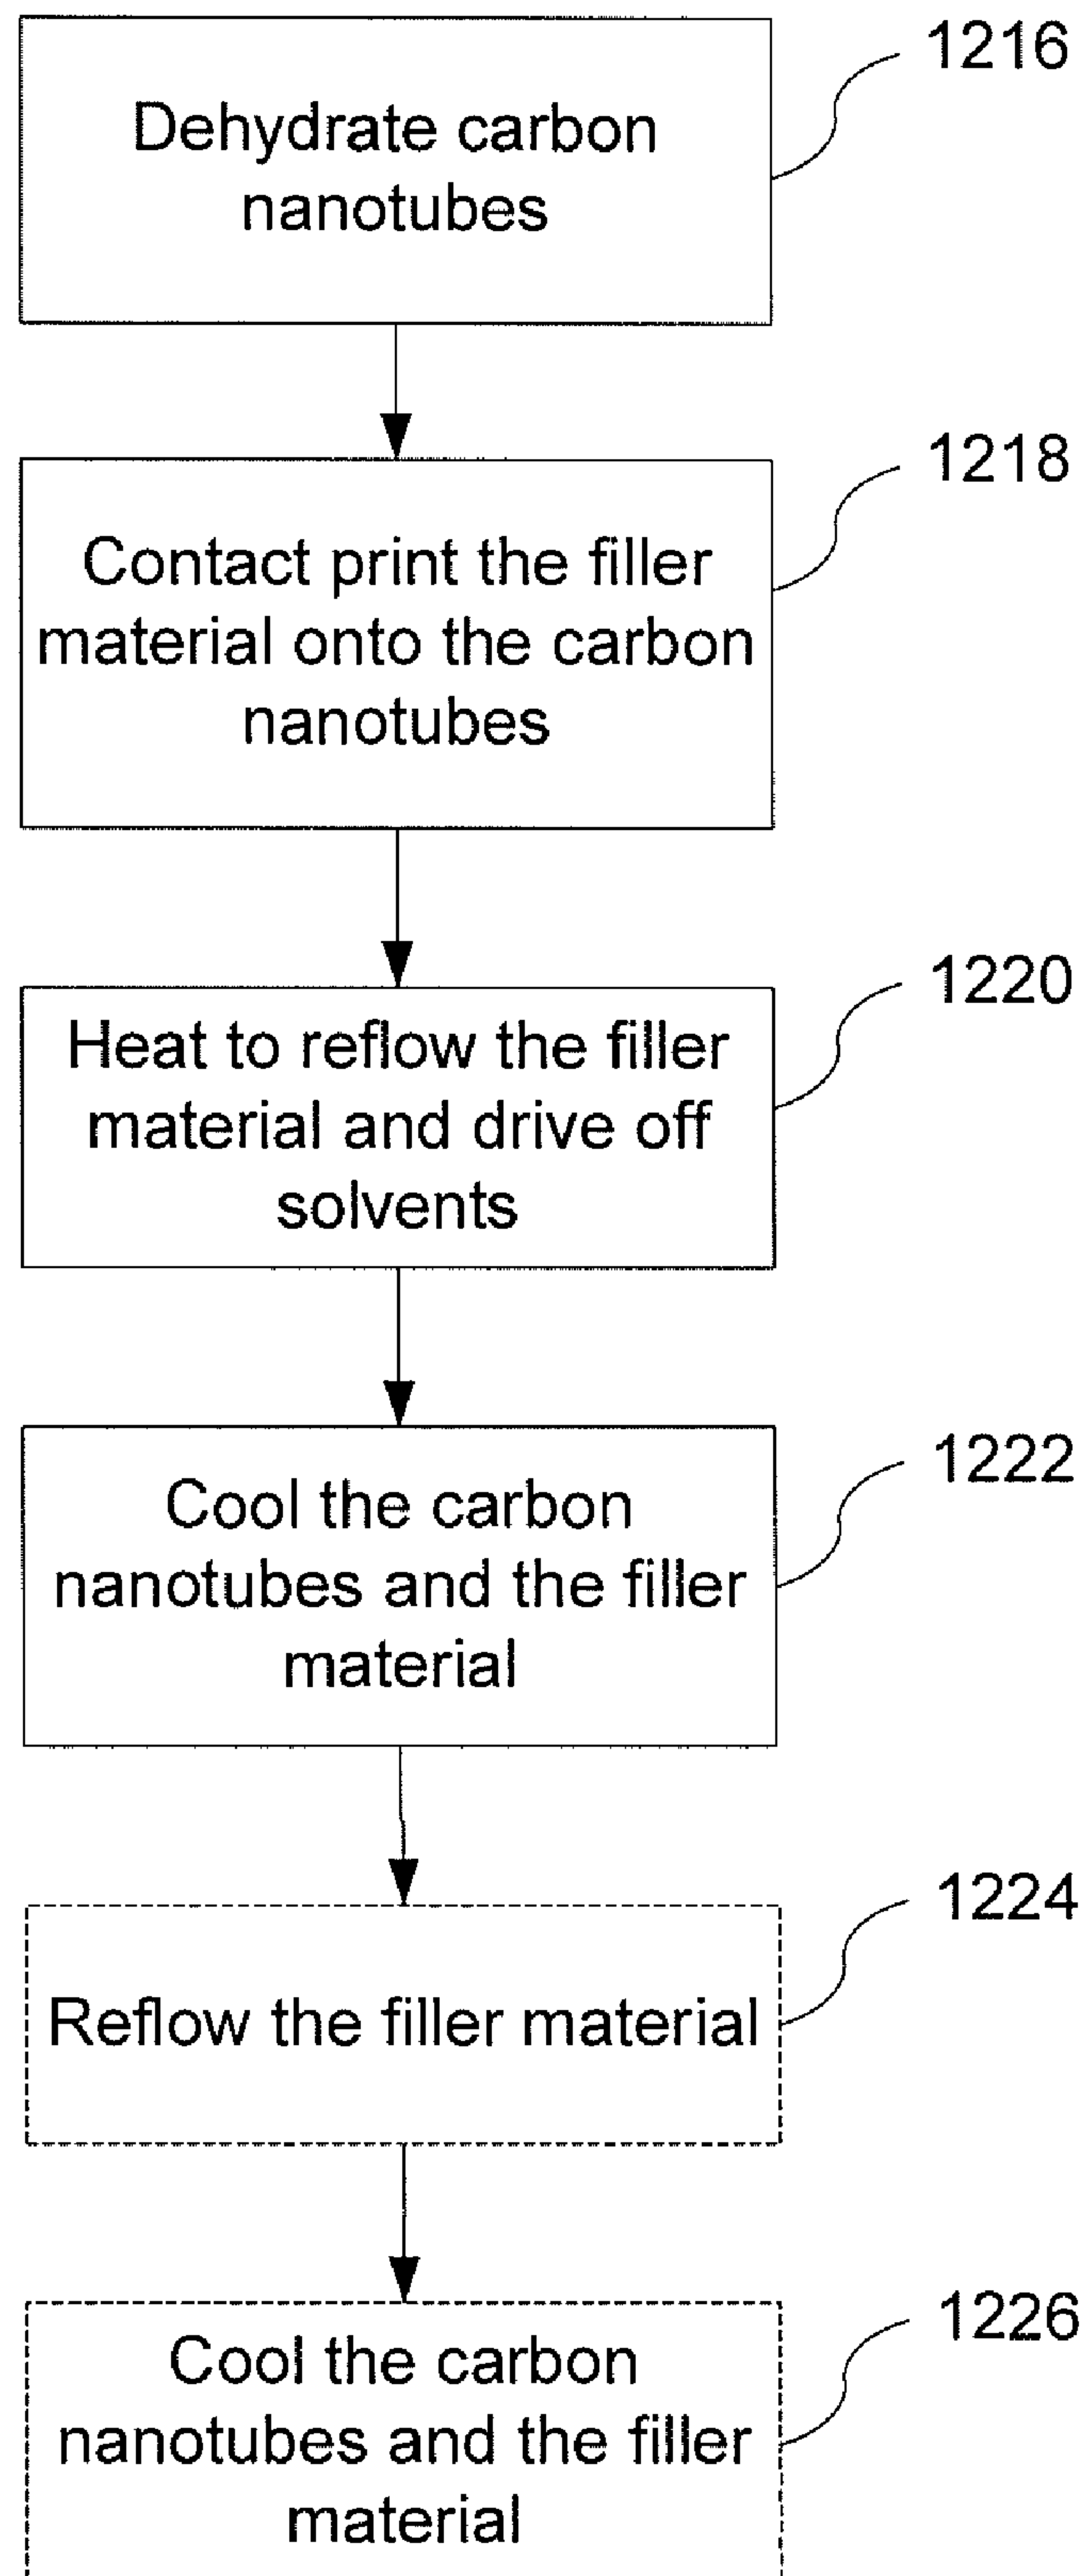 1216
Dehydrate carbon
nanotubes
1218
Contact print the filler
material onto the carbon
nanotubes
1220
Heat to reflow the filler
material and drive off
solvents
1222
Cool the carbon
nanotubes and the filler
material
1224
Reflow the filler material
1226
Cool the carbon
nanotubes and the filler
material